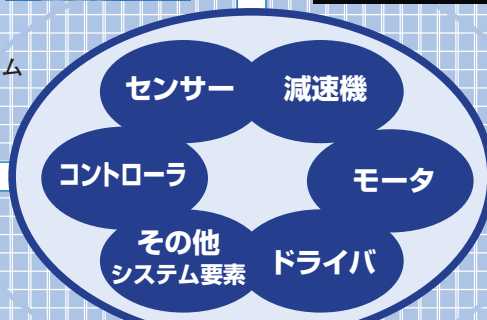 ム
センサー
減速機
コントローラ
モータ
その他
システム要素
ドライバ